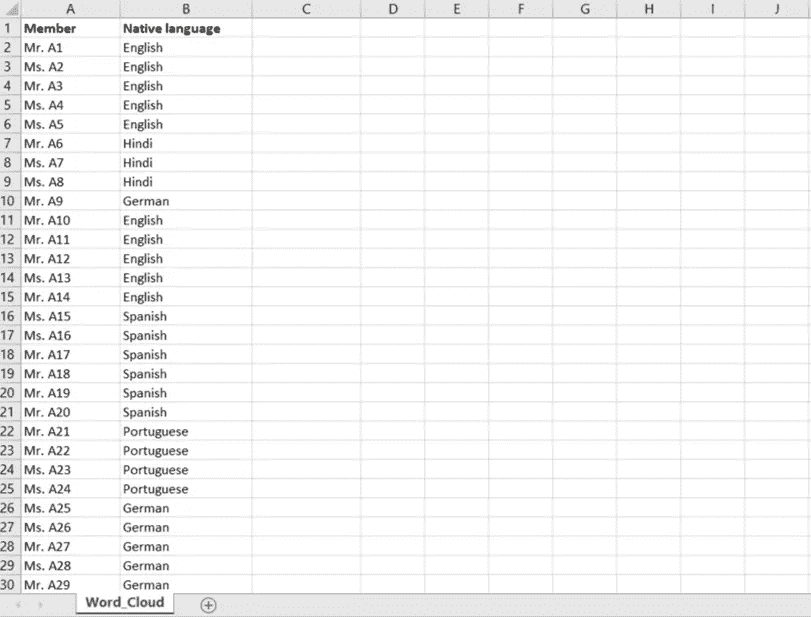 A B C D E F G H I J
1 Member Native language
2 Mr. A1 English
3 Ms. A2 English
4 Mr. A3 English
5 Ms. A4 English
6 Ms. A5 English
7 Mr. A6 Hindi
8 Ms. A7 Hindi
9 Ms. A8 Hindi
10 Mr. A9 German
11 Mr. A10 English
12 Mr. A11 English
13 Mr. A12 English
14 Ms. A13 English
15 Mr. A14 English
16 Ms. A15 Spanish
17 Ms. A16 Spanish
18 Mr. A17 Spanish
19 Mr. A18 Spanish
20 Mr. A19 Spanish
21 Mr. A20 Spanish
22 Mr. A21 Portuguese
23 Mr. A22 Portuguese
24 Ms. A23 Portuguese
25 Ms. A24 Portuguese
26 Ms. A25 German
27 Ms. A26 German
28 Mr. A27 German
29 Ms. A28 German
30 Mr. A29 German
Word_Cloud